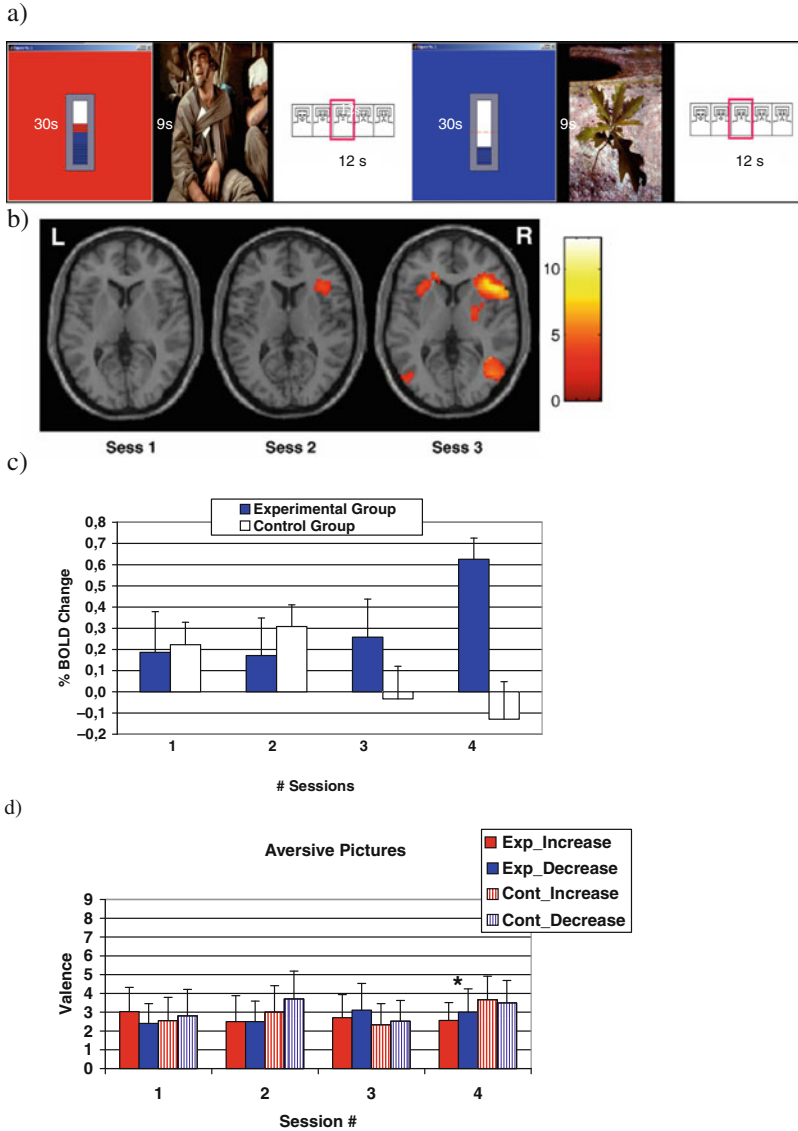 a)
30s
9s
12 s
30s
9s
12 s
b)
L
R
10
5
0
Sess 1
Sess 2
Sess 3
c)
Experimental Group
Control Group
% BOLD Change
0,8
0,7
0,6
0,5
0,4
0,3
0,2
0,1
0,0
–0,1
–0,2
1 2 3 4
# Sessions
d)
Aversive Pictures
Exp_Increase
Exp_Decrease
Cont_Increase
Cont_Decrease
Valence
9
8
7
6
5
4
3
2
1
0
*
1 2 3 4
Session #